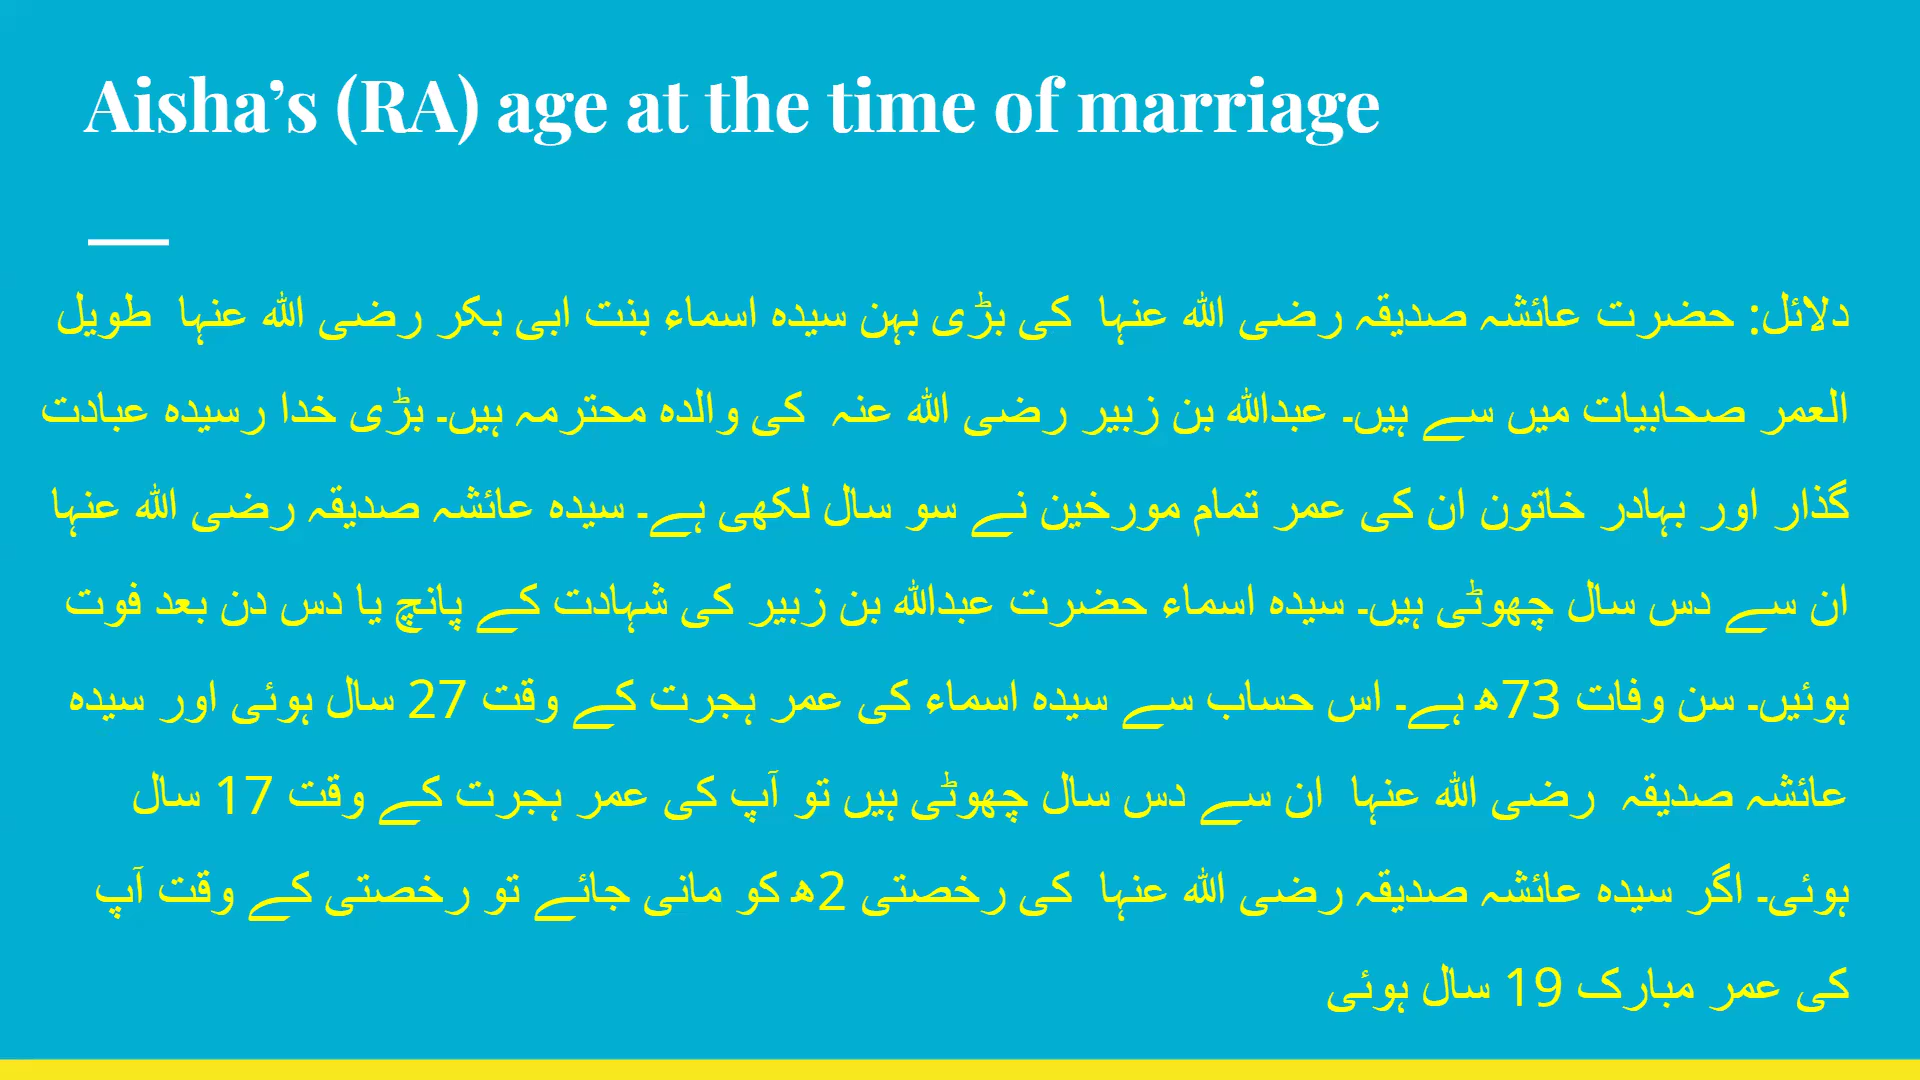 Aisha’s (RA) age at the time of marriage
دلائل: حضرت عائشہ صدیقہ رضی اللہ عنہا کی بڑی بہن سیدہ اسماء بنت ابی بکر رضی اللہ عنہا طویل
العمر صحابیات میں سے ہیں۔ عبداللہ بن زبیر رضی اللہ عنہ کی والدہ محترمہ ہیں۔ بڑی خدا رسیدہ عبادت
گذار اور بہادر خاتون ان کی عمر تمام مورخین نے سو سال لکھی ہے۔ سیدہ عائشہ صدیقہ رضی اللہ عنہا
ان سے دس سال چھوٹی ہیں۔ سیدہ اسماء حضرت عبداللہ بن زبیر کی شہادت کے پانچ یا دس دن بعد فوت
ہوئیں۔ سن وفات 73ھ ہے۔ اس حساب سے سیدہ اسماء کی عمر ہجرت کے وقت 27 سال ہوئی اور سیدہ
عائشہ صدیقہ رضی اللہ عنہا ان سے دس سال چھوٹی ہیں تو آپ کی عمر ہجرت کے وقت 17 سال
ہوئی۔ اگر سیدہ عائشہ صدیقہ رضی اللہ عنہا کی رخصتی 2ھ کو مانی جائے تو رخصتی کے وقت آپ
کی عمر مبارک 19 سال ہوئی